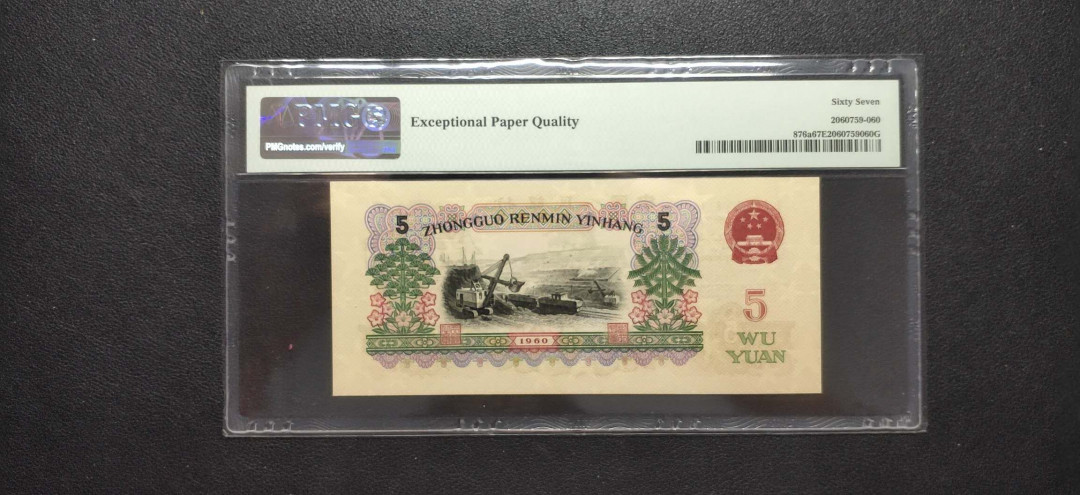 PMG
PMGnotes.com/verify
Exceptional Paper Quality
Sixty Seven
2060759-060
876a67E2060759060G
5 ZHONGGUO RENMIN YINHANG 5
1960
5
WU
YUAN